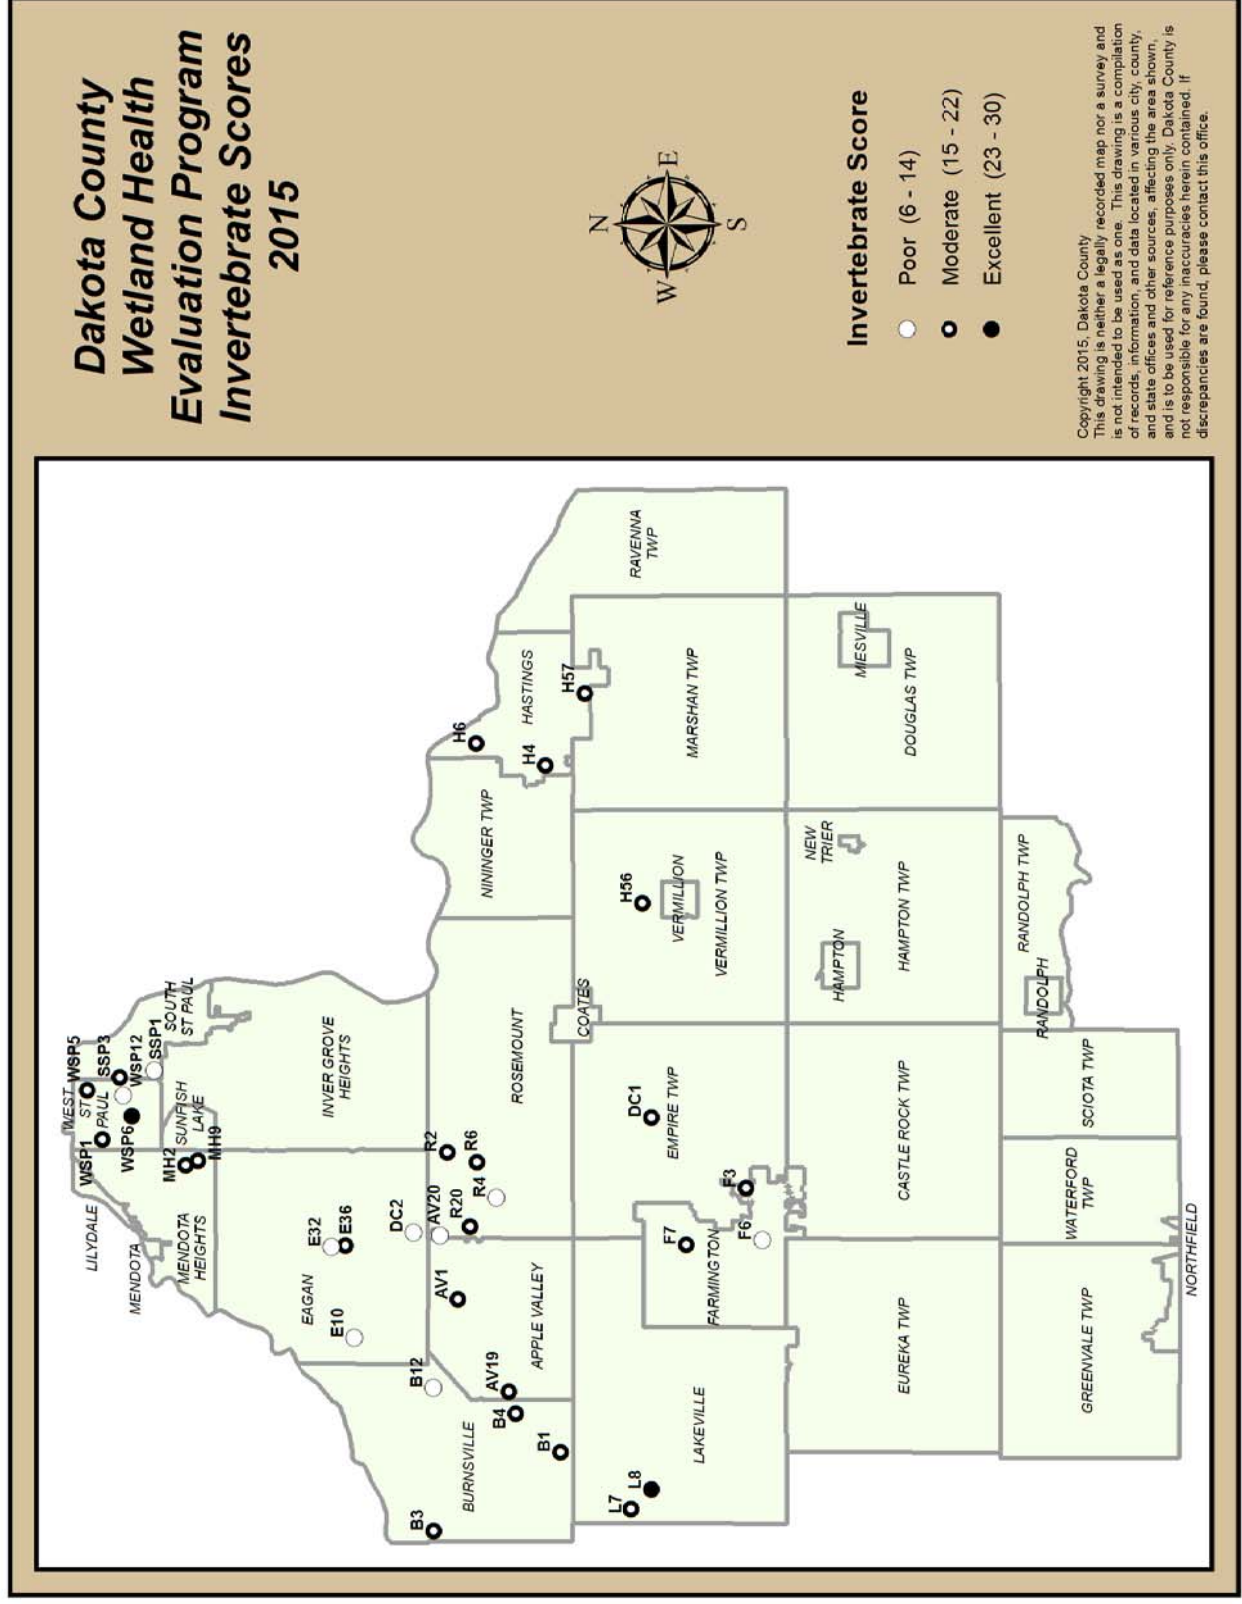 Dakota County
Wetland Health
Evaluation Program
Invertebrate Scores
2015
N
W
E
S
Invertebrate Score
Poor (6 - 14)
Moderate (15 - 22)
Excellent (23 - 30)
Copyright 2015, Dakota County
This drawing is neither a legally recorded map nor a survey and
is not intended to be used as one. This drawing is a compilation
of records, information, and data located in various city, county,
and state offices and other sources, affecting the area shown,
and is to be used for reference purposes only. Dakota County is
not responsible for any inaccuracies herein contained. If
discrepancies are found, please contact this office.
WEST
ST
PAUL
WSP5
SSP3
WSP12
SSP1
SOUTH
ST PAUL
WSP1
WSP6
SUNFISH
LAKE
MH2
MH9
LILYDALE
MENDOTA
MENDOTA
HEIGHTS
INVER GROVE
HEIGHTS
EAGAN
E32
E36
E10
DC2
AV20
R20
R2
R6
R4
ROSEMOUNT
AV1
APPLE VALLEY
AV19
B12
B4
B1
B3
BURNSVILLE
NININGER TWP
H6
H4
HASTINGS
H57
RAVENNA
TWP
COATES
H56
VERMILLION
VERMILLION TWP
MARSHAN TWP
DC1
EMPIRE TWP
F3
F7
F6
FARMINGTON
L7
L8
LAKEVILLE
NEW
TRIER
HAMPTON
HAMPTON TWP
MIESVILLE
DOUGLAS TWP
CASTLE ROCK TWP
EUREKA TWP
RANDOLPH TWP
RANDOLPH
SCIOTA TWP
WATERFORD
TWP
GREENVALE TWP
NORTHFIELD